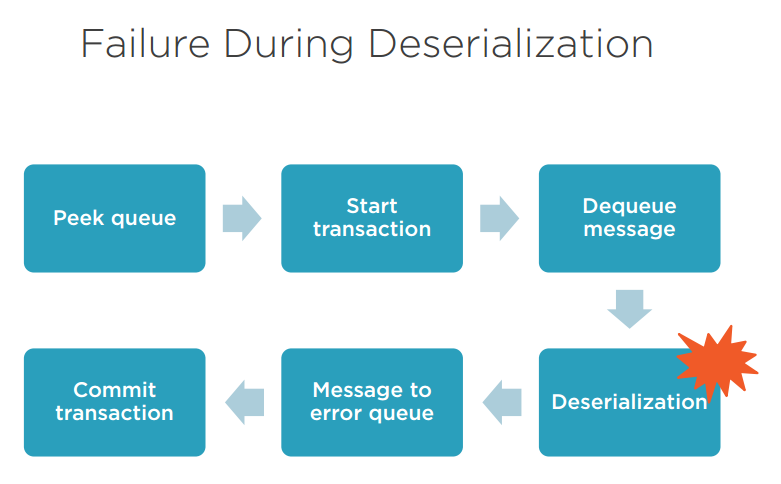 Failure During Deserialization
Peek queue
Start
transaction
Dequeue
message
Commit
transaction
Message to
error queue
Deserialization